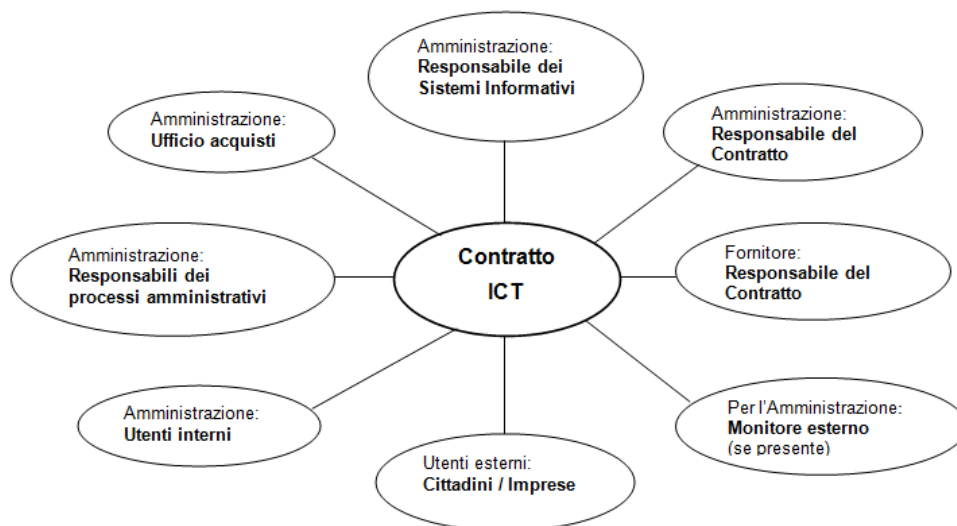 Amministrazione:
Responsabile dei
Sistemi Informativi
Amministrazione:
Ufficio acquisti
Amministrazione:
Responsabile del
Contratto
Amministrazione:
Responsabili dei
processi amministrativi
Contratto
ICT
Fornitore:
Responsabile del
Contratto
Amministrazione:
Utenti interni
Utenti esterni:
Cittadini / Imprese
Per l'Amministrazione:
Monitore esterno
(se presente)